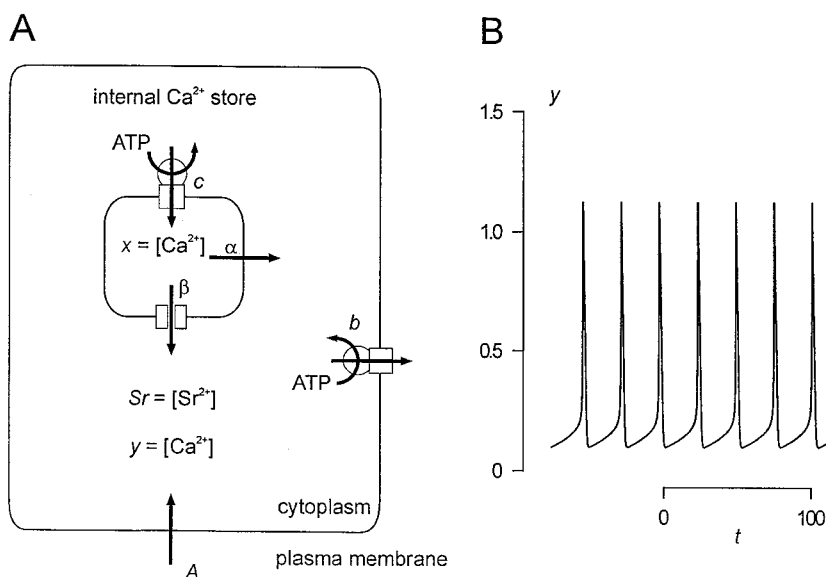 A
internal Ca²⁺ store
ATP
c
x = [Ca²⁺]
α
β
b
ATP
Sr = [Sr²⁺]
y = [Ca²⁺]
cytoplasm
plasma membrane
A
B
y
1.5
1.0
0.5
0
0
100
t